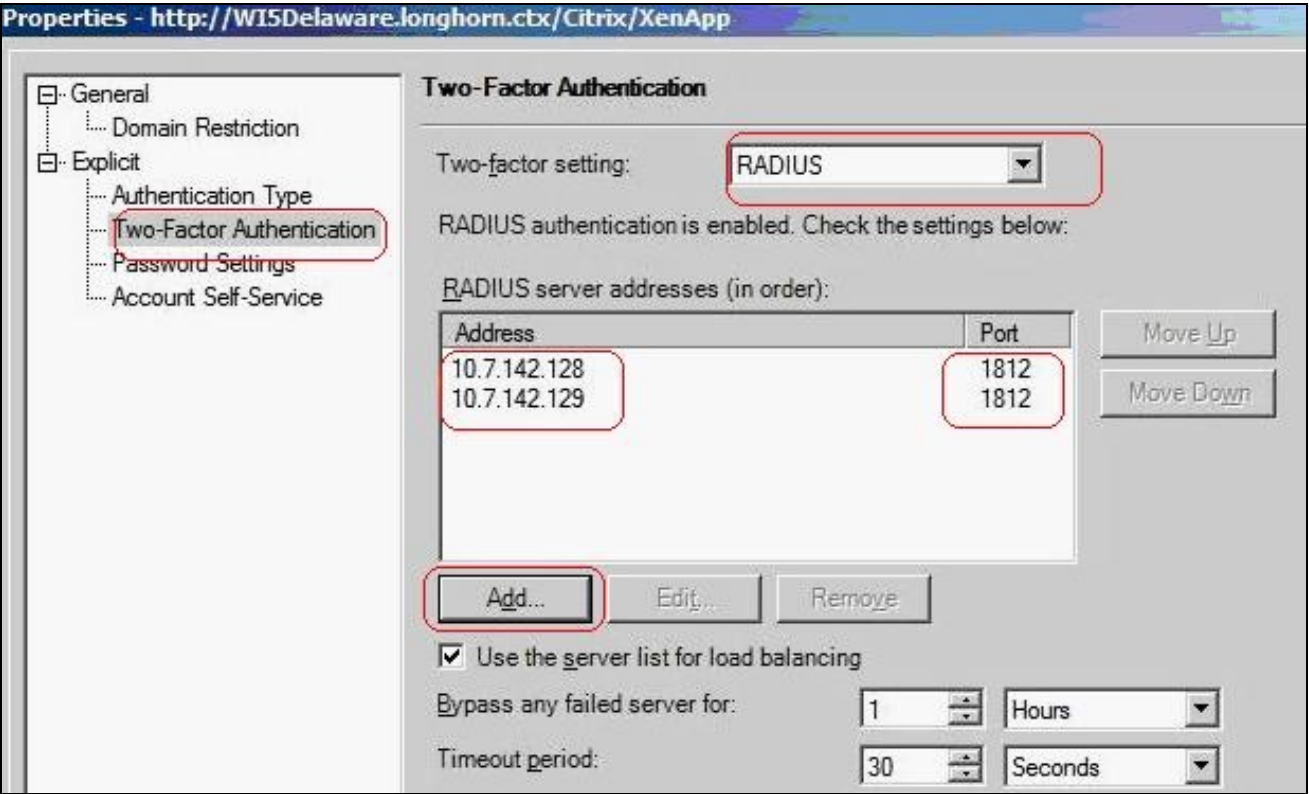 Properties - http://WI5Delaware.longhorn.ctx/Citrix/XenApp
General
Domain Restriction
Explicit
Authentication Type
Two-Factor Authentication
Password Settings
Account Self-Service
Two-Factor Authentication
Two-factor setting: RADIUS
RADIUS authentication is enabled. Check the settings below:
RADIUS server addresses (in order):
Address Port
10.7.142.128 1812
10.7.142.129 1812
Move Up
Move Down
Add... Edit... Remove
Use the server list for load balancing
Bypass any failed server for: 1 Hours
Timeout period: 30 Seconds